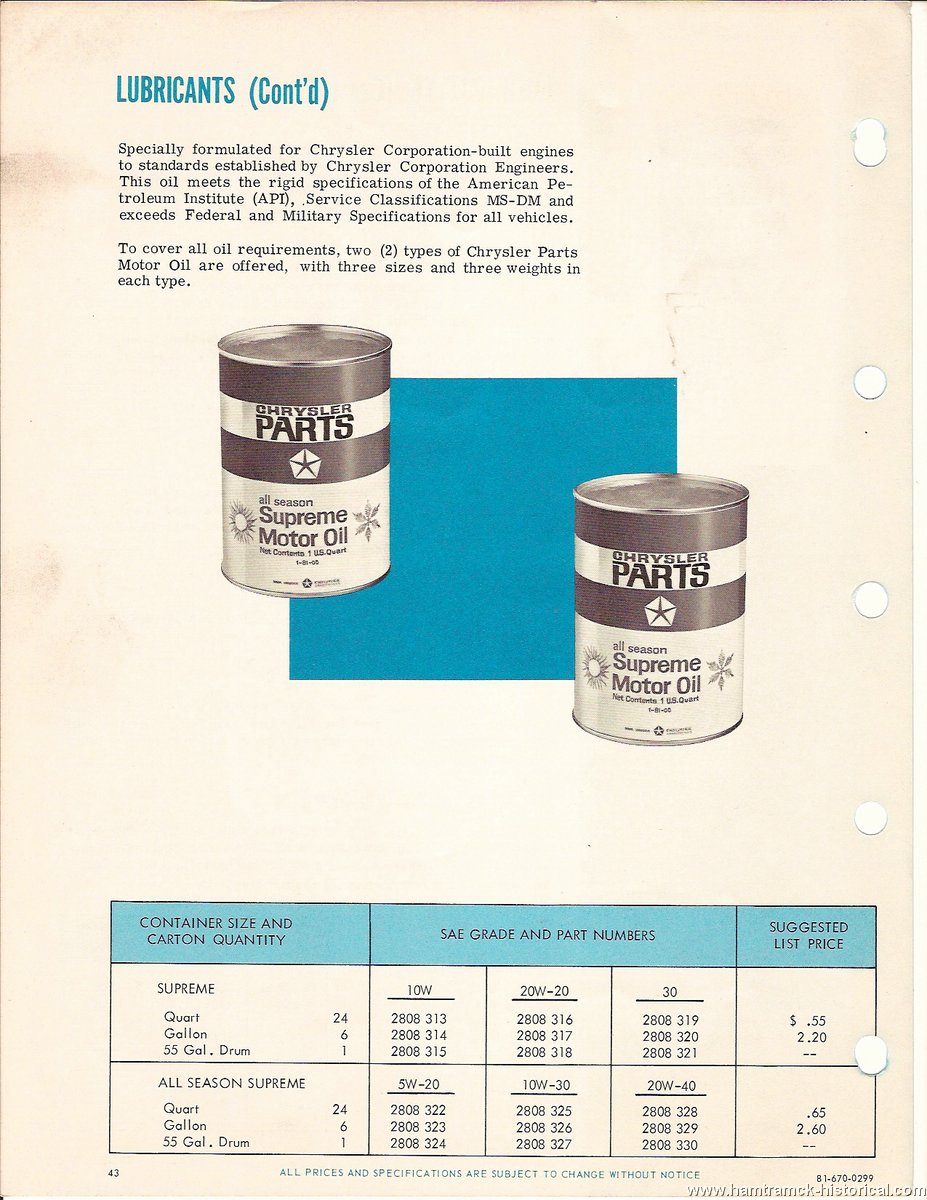 LUBRICANTS (Cont'd)
Specially formulated for Chrysler Corporation-built engines
to standards established by Chrysler Corporation Engineers.
This oil meets the rigid specifications of the American Pe-
troleum Institute (API), .Service Classifications MS-DM and
exceeds Federal and Military Specifications for all vehicles.
To cover all oil requirements, two (2) types of Chrysler Parts
Motor Oil are offered, with three sizes and three weights in
each type.
CHRYSLER
PARTS
all season
Supreme
Motor Oil
Net Contents 1 U.S.Quart
1-81-00
CHRYSLER
PARTS
all season
Supreme
Motor Oil
Net Contents 1 U.S.Quart
1-81-00
CONTAINER SIZE AND
CARTON QUANTITY
SAE GRADE AND PART NUMBERS
SUGGESTED
LIST PRICE
SUPREME 10W 20W-20 30
Quart 24 2808 313 2808 316 2808 319 $ .55
Gallon 6 2808 314 2808 317 2808 320 2.20
55 Gal. Drum 1 2808 315 2808 318 2808 321 --
ALL SEASON SUPREME 5W-20 10W-30 20W-40
Quart 24 2808 322 2808 325 2808 328 .65
Gallon 6 2808 323 2808 326 2808 329 2.60
55 Gal. Drum 1 2808 324 2808 327 2808 330 --
43 ALL PRICES AND SPECIFICATIONS ARE SUBJECT TO CHANGE WITHOUT NOTICE 81-670-0299
www.hamtramck-historical.com